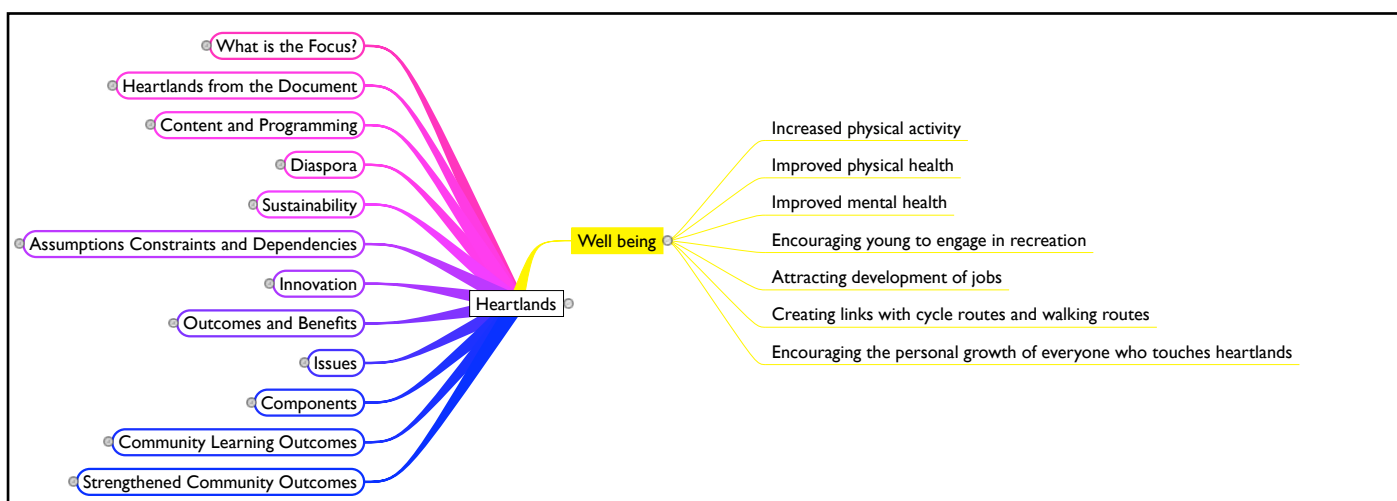 What is the Focus?
Heartlands from the Document
Content and Programming
Diaspora
Sustainability
Assumptions Constraints and Dependencies
Innovation
Outcomes and Benefits
Issues
Components
Community Learning Outcomes
Strengthened Community Outcomes
Heartlands
Well being
Increased physical activity
Improved physical health
Improved mental health
Encouraging young to engage in recreation
Attracting development of jobs
Creating links with cycle routes and walking routes
Encouraging the personal growth of everyone who touches heartlands